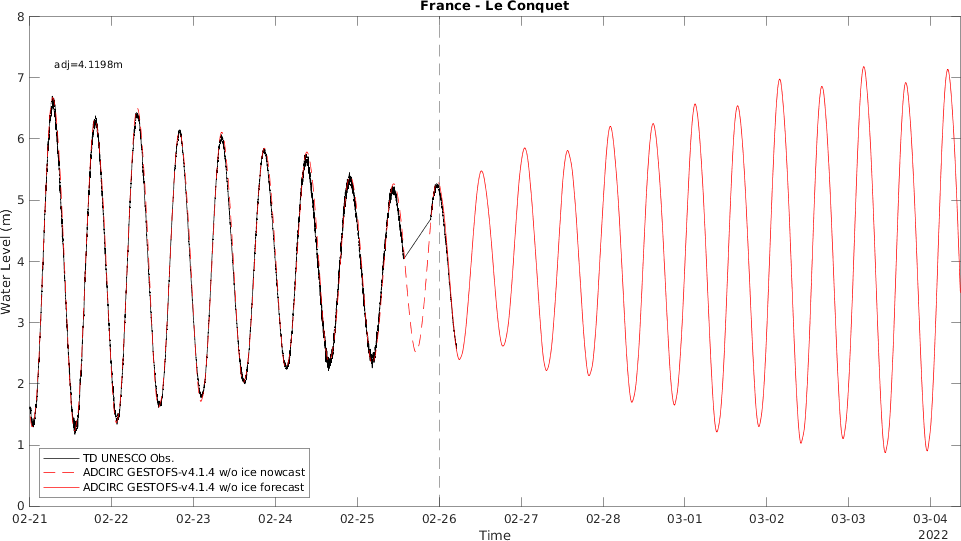 France - Le Conquet
adj=4.1198m
8
7
6
5
4
3
2
1
0
Water Level (m)
TD UNESCO Obs.
ADCIRC GESTOFS-v4.1.4 w/o ice nowcast
ADCIRC GESTOFS-v4.1.4 w/o ice forecast
02-21 02-22 02-23 02-24 02-25 02-26 02-27 02-28 03-01 03-02 03-03 03-04
Time
2022